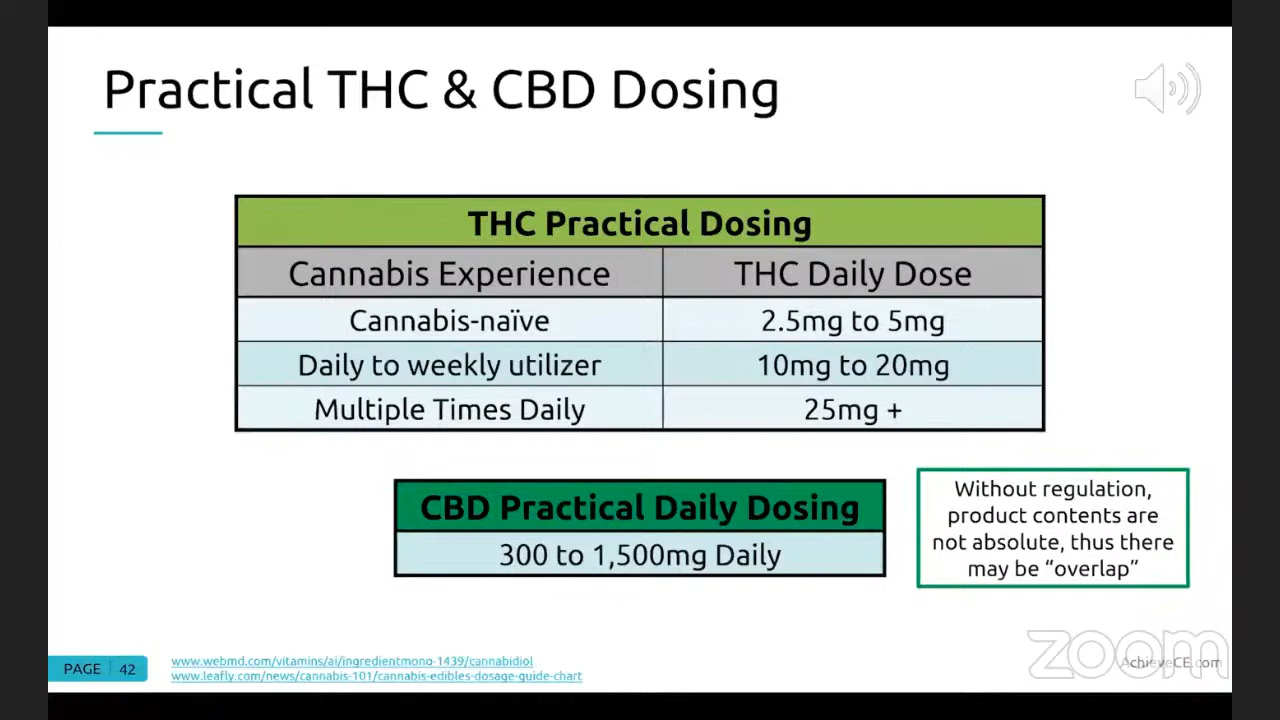 Practical THC & CBD Dosing
THC Practical Dosing
Cannabis Experience THC Daily Dose
Cannabis-naïve 2.5mg to 5mg
Daily to weekly utilizer 10mg to 20mg
Multiple Times Daily 25mg +
CBD Practical Daily Dosing
300 to 1,500mg Daily
Without regulation,
product contents are
not absolute, thus there
may be “overlap”
PAGE 42
www.webmd.com/vitamins/ai/ingredientmono-1439/cannabidiol
www.leafly.com/news/cannabis-101/cannabis-edibles-dosage-guide-chart
zoom
AchieveCE.com